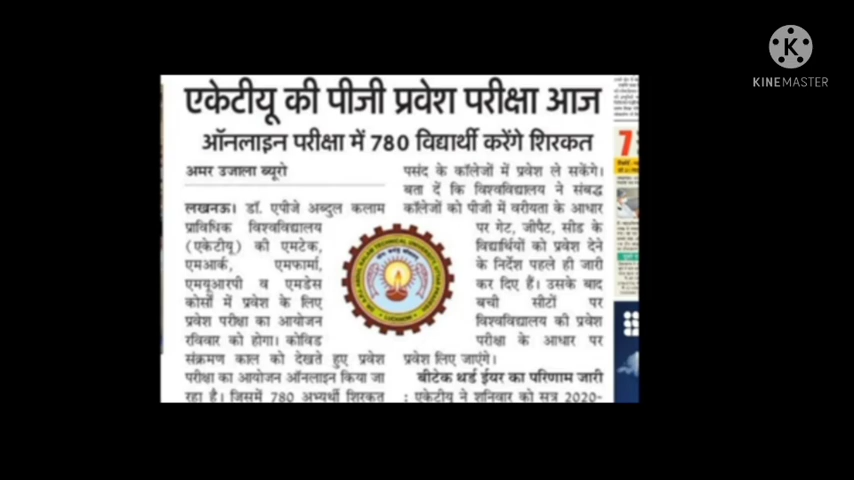 KINEMASTER
एकेटीयू की पीजी प्रवेश परीक्षा आज
ऑनलाइन परीक्षा में 780 विद्यार्थी करेंगे शिरकत
अमर उजाला ब्यूरो
लखनऊ। डॉ. एपीजे अब्दुल कलाम
प्राविधिक विश्वविद्यालय
(एकेटीयू) की एमटेक,
एमआर्क, एमफार्मा,
एमयूआरपी व एमडेस
कोर्सों में प्रवेश के लिए
प्रवेश परीक्षा का आयोजन
रविवार को होगा। कोविड
संक्रमण काल को देखते हुए प्रवेश
परीक्षा का आयोजन ऑनलाइन किया जा
रहा है। जिसमें 780 अभ्यर्थी शिरकत
पसंद के कॉलेजों में प्रवेश ले सकेंगे।
बता दें कि विश्वविद्यालय ने संबद्ध
कॉलेजों को पीजी में वरीयता के आधार
पर गेट, जीपैट, सीड के
विद्यार्थियों को प्रवेश देने
के निर्देश पहले ही जारी
कर दिए हैं। उसके बाद
बची सीटों पर
विश्वविद्यालय की प्रवेश
परीक्षा के आधार पर
प्रवेश लिए जाएंगे।
बीटेक थर्ड ईयर का परिणाम जारी
: एकेटीयू ने शनिवार को सत्र 2020-